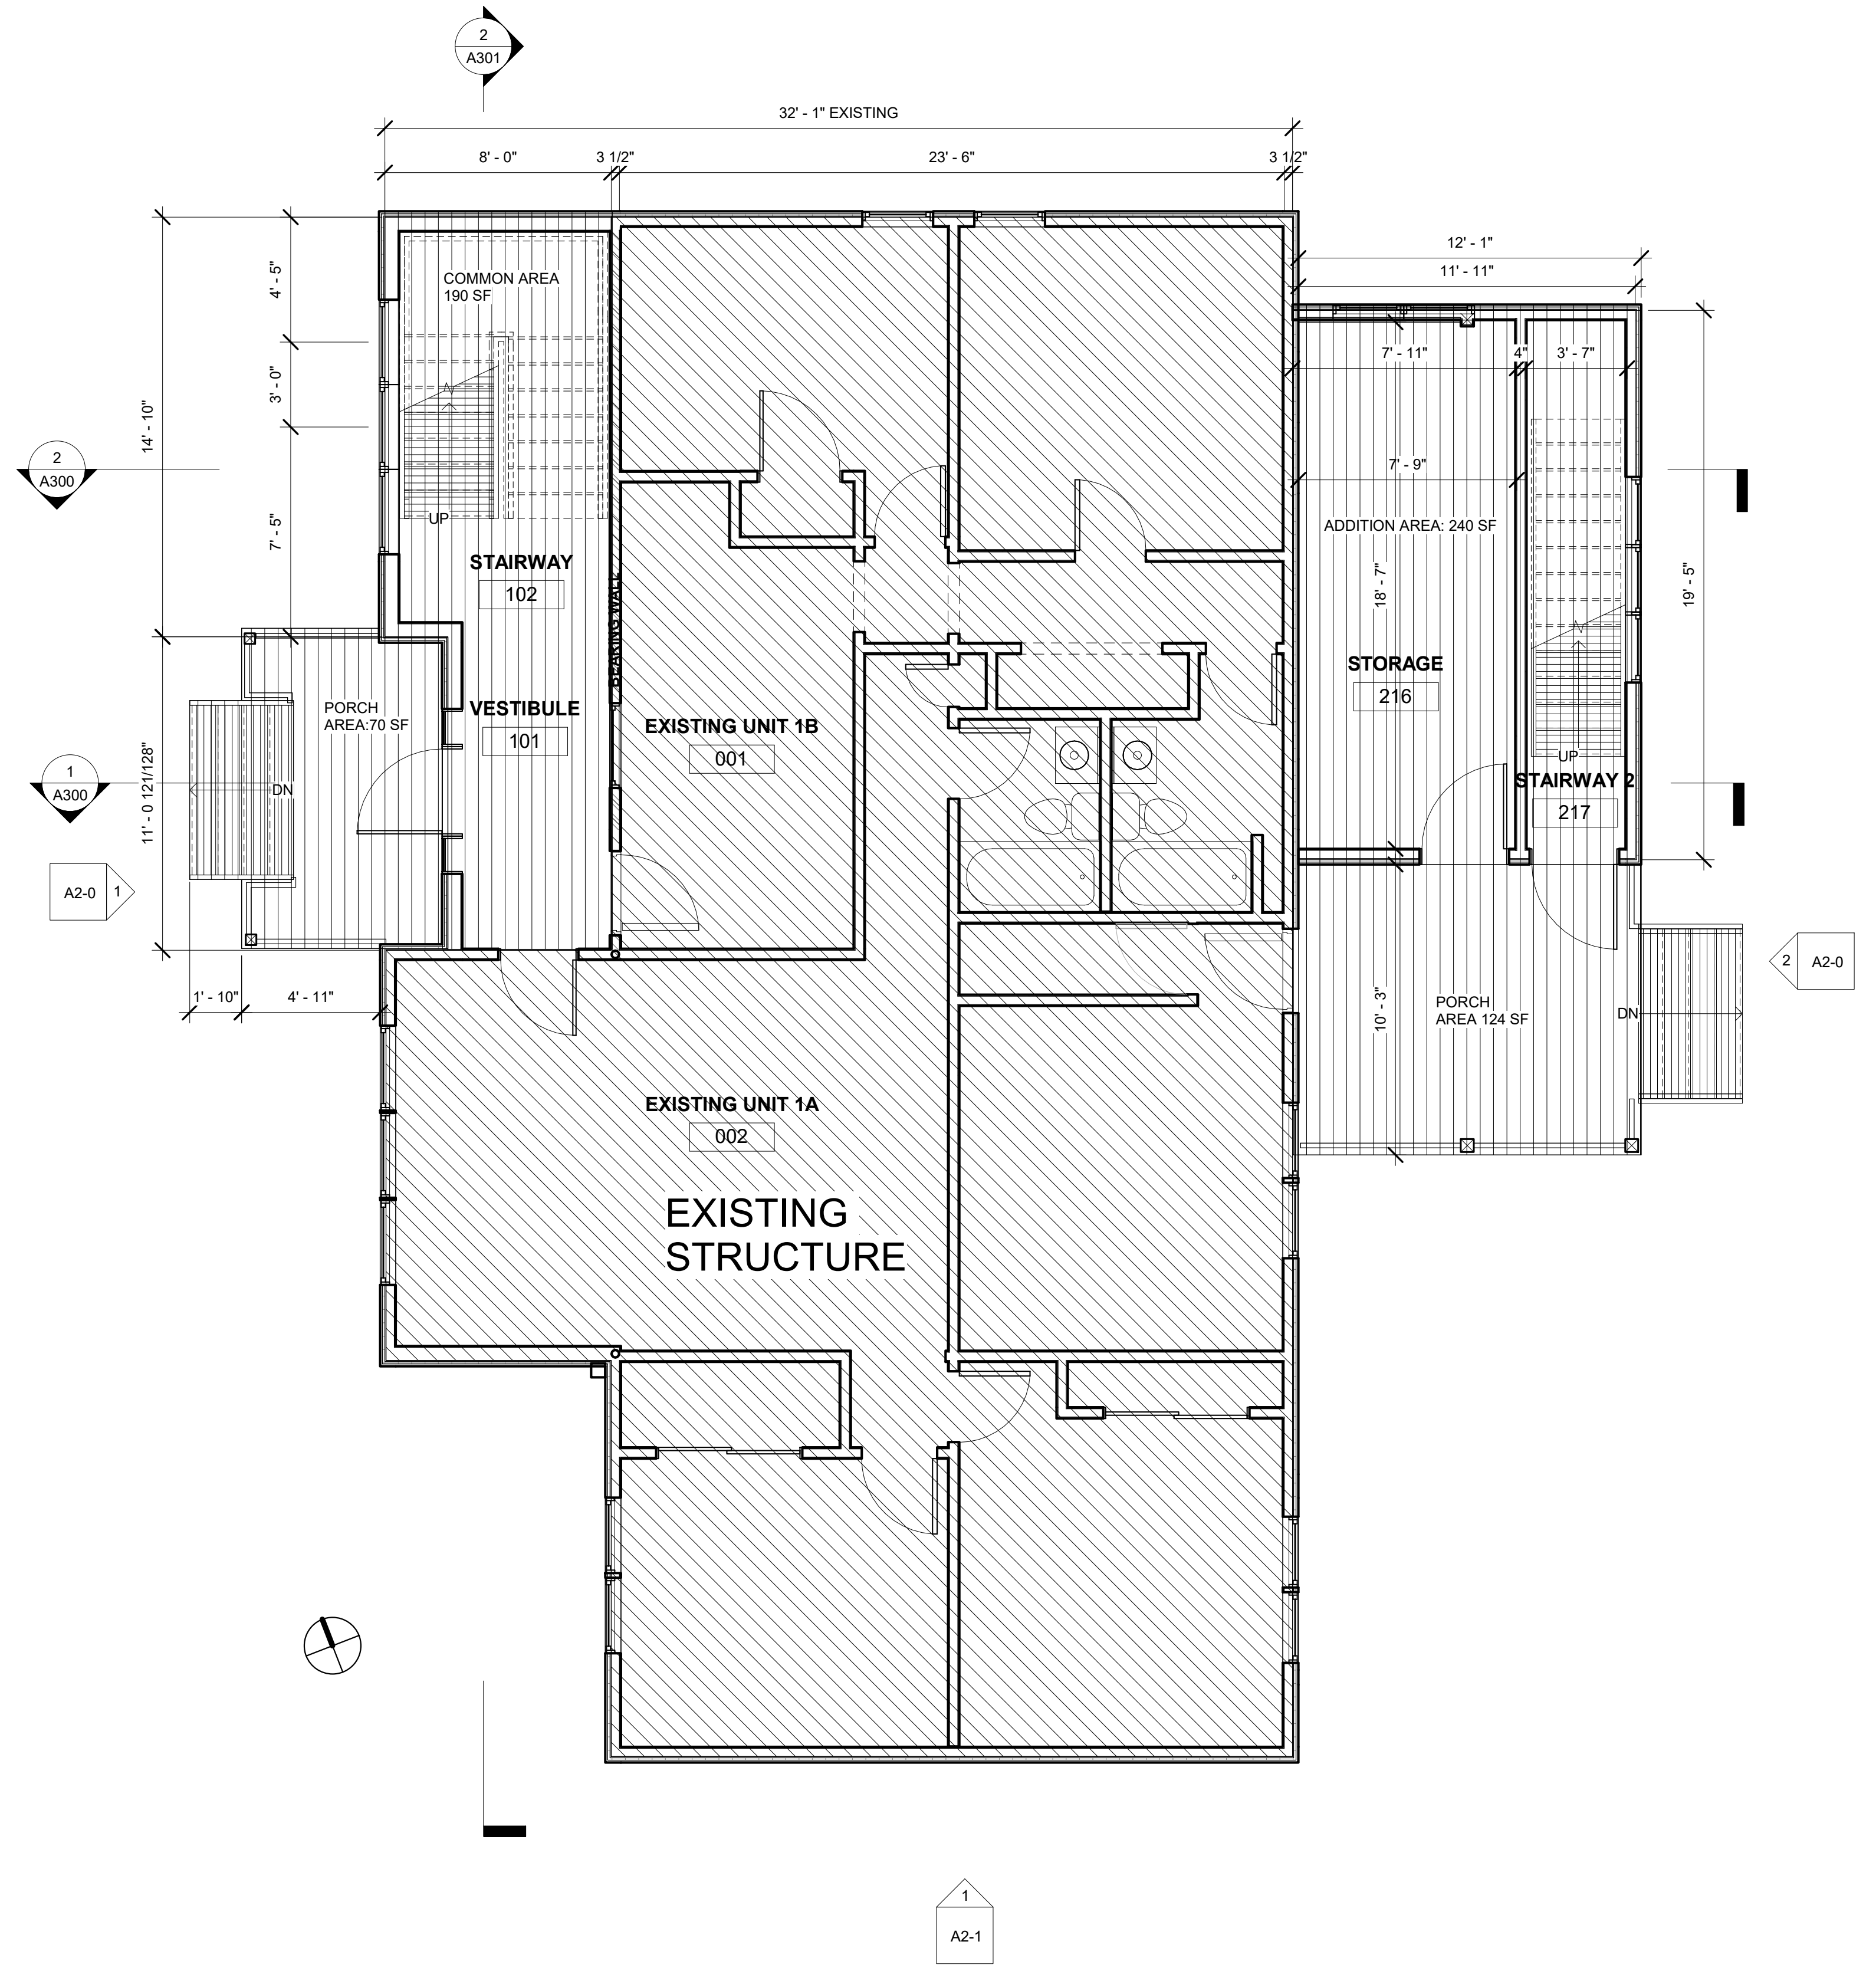 2
A301
32' - 1" EXISTING
8' - 0"
3 1/2"
23' - 6"
3 1/2"
12' - 1"
11' - 11"
4' - 5"
COMMON AREA
190 SF
7' - 11"
4"
3' - 7"
3' - 0"
14' - 10"
2
A300
7' - 9"
UP
7' - 5"
ADDITION AREA: 240 SF
STAIRWAY
102
18' - 7"
19' - 5"
BEARING WALL
STORAGE
216
PORCH
AREA:70 SF
VESTIBULE
101
EXISTING UNIT 1B
001
UP
STAIRWAY 2
217
1
A300
11' - 0 121/128"
DN
A2-0
1
1' - 10"
4' - 11"
2
A2-0
10' - 3"
PORCH
AREA 124 SF
DN
EXISTING UNIT 1A
002
EXISTING
STRUCTURE
1
A2-1